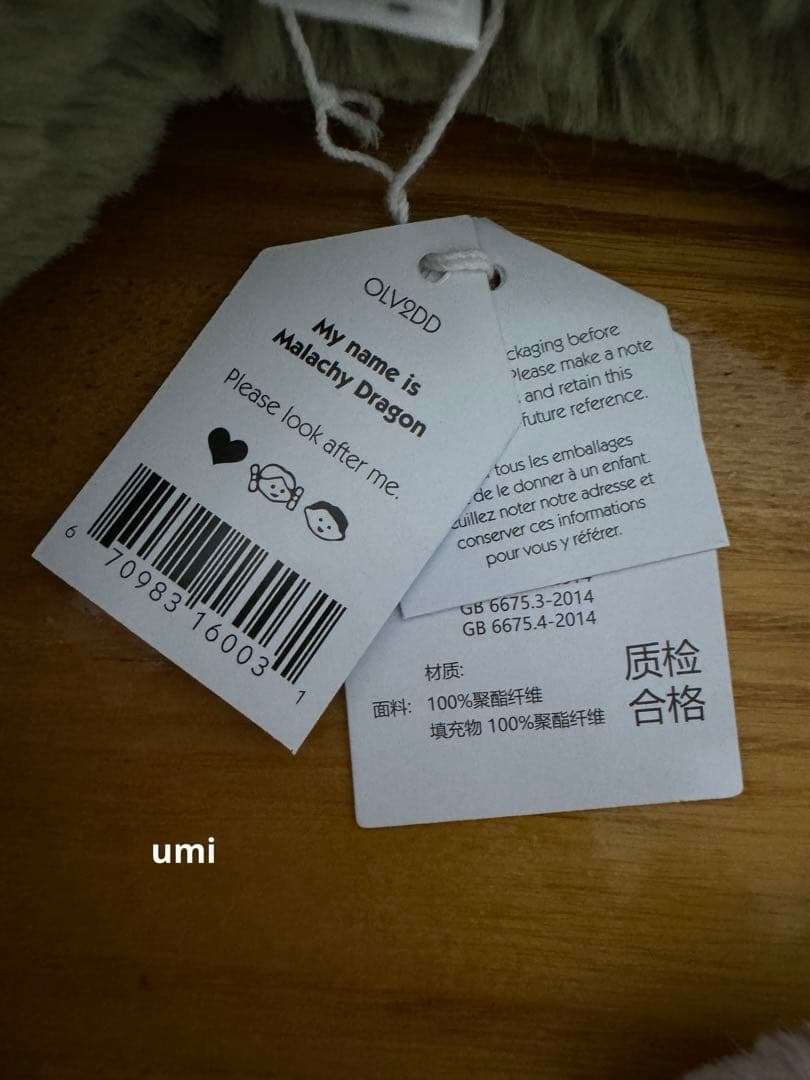 OLV2DD
My name is
Malachy Dragon
Please look after me.
6 70983 16003 1
ckaging before
Please make a note
and retain this
future reference.
tous les emballages
de le donner à un enfant.
cuillez noter notre adresse et
conserver ces informations
pour vous y référer.
GB 6675.3-2014
GB 6675.4-2014
材质:
面料: 100%聚酯纤维
填充物 100%聚酯纤维
质检
合格
umi